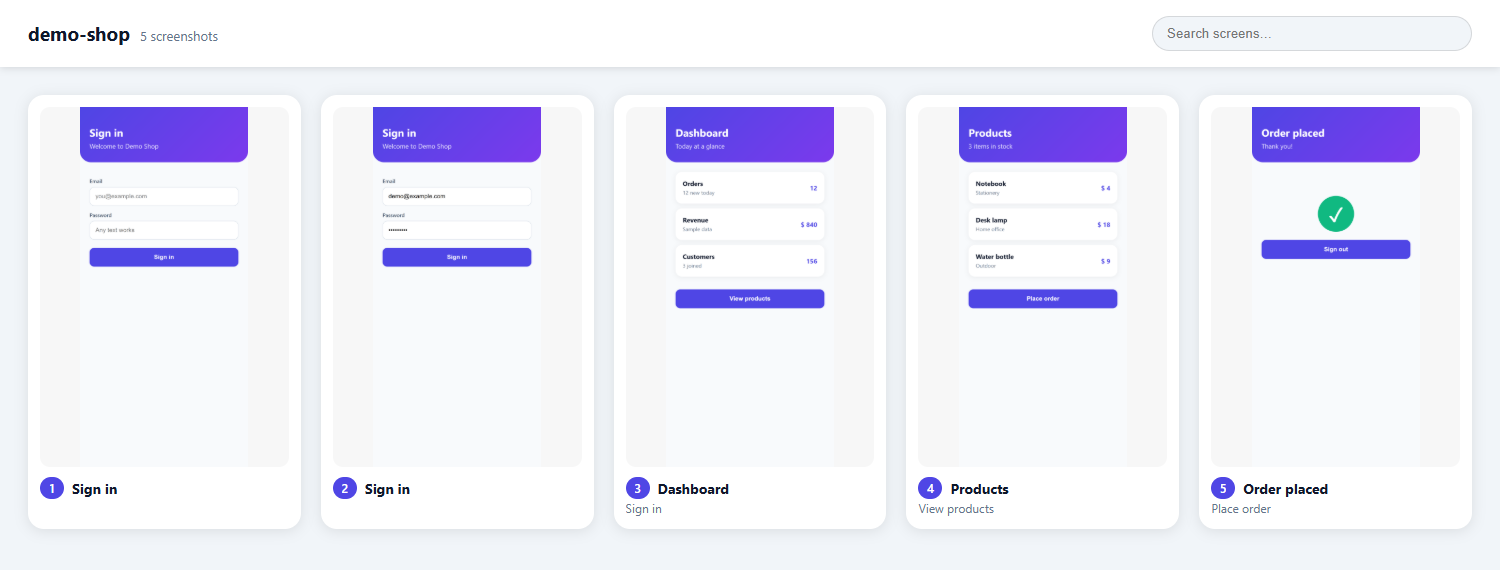 demo-shop 5 screenshots
Search screens...
Sign in
Welcome to Demo Shop
Email
you@example.com
Password
Any text works
Sign in
1 Sign in
Sign in
Welcome to Demo Shop
Email
demo@example.com
Password
•••••••••
Sign in
2 Sign in
Dashboard
Today at a glance
Orders
12 new today
12
Revenue
Sample data
$ 840
Customers
3 joined
156
View products
3 Dashboard
Sign in
Products
3 items in stock
Notebook
Stationery
$ 4
Desk lamp
Home office
$ 18
Water bottle
Outdoor
$ 9
Place order
4 Products
View products
Order placed
Thank you!
✓
Sign out
5 Order placed
Place order